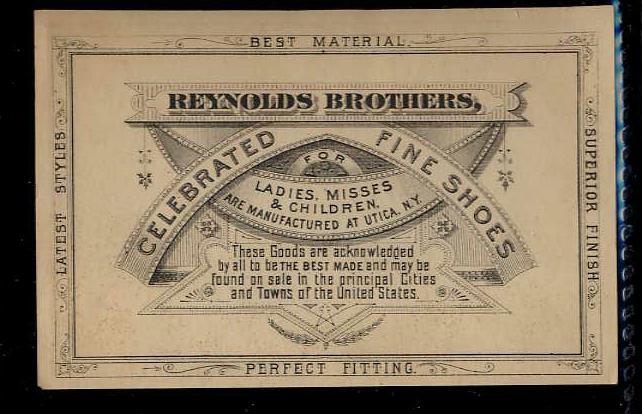 BEST MATERIAL.
REYNOLDS BROTHERS,
CELEBRATED FINE SHOES
FOR
LADIES, MISSES
& CHILDREN,
ARE MANUFACTURED AT UTICA, N.Y.
These Goods are acknowledged
by all to be THE BEST MADE and may be
found on sale in the principal Cities
and Towns of the United States.
LATEST STYLES
SUPERIOR FINISH
PERFECT FITTING.